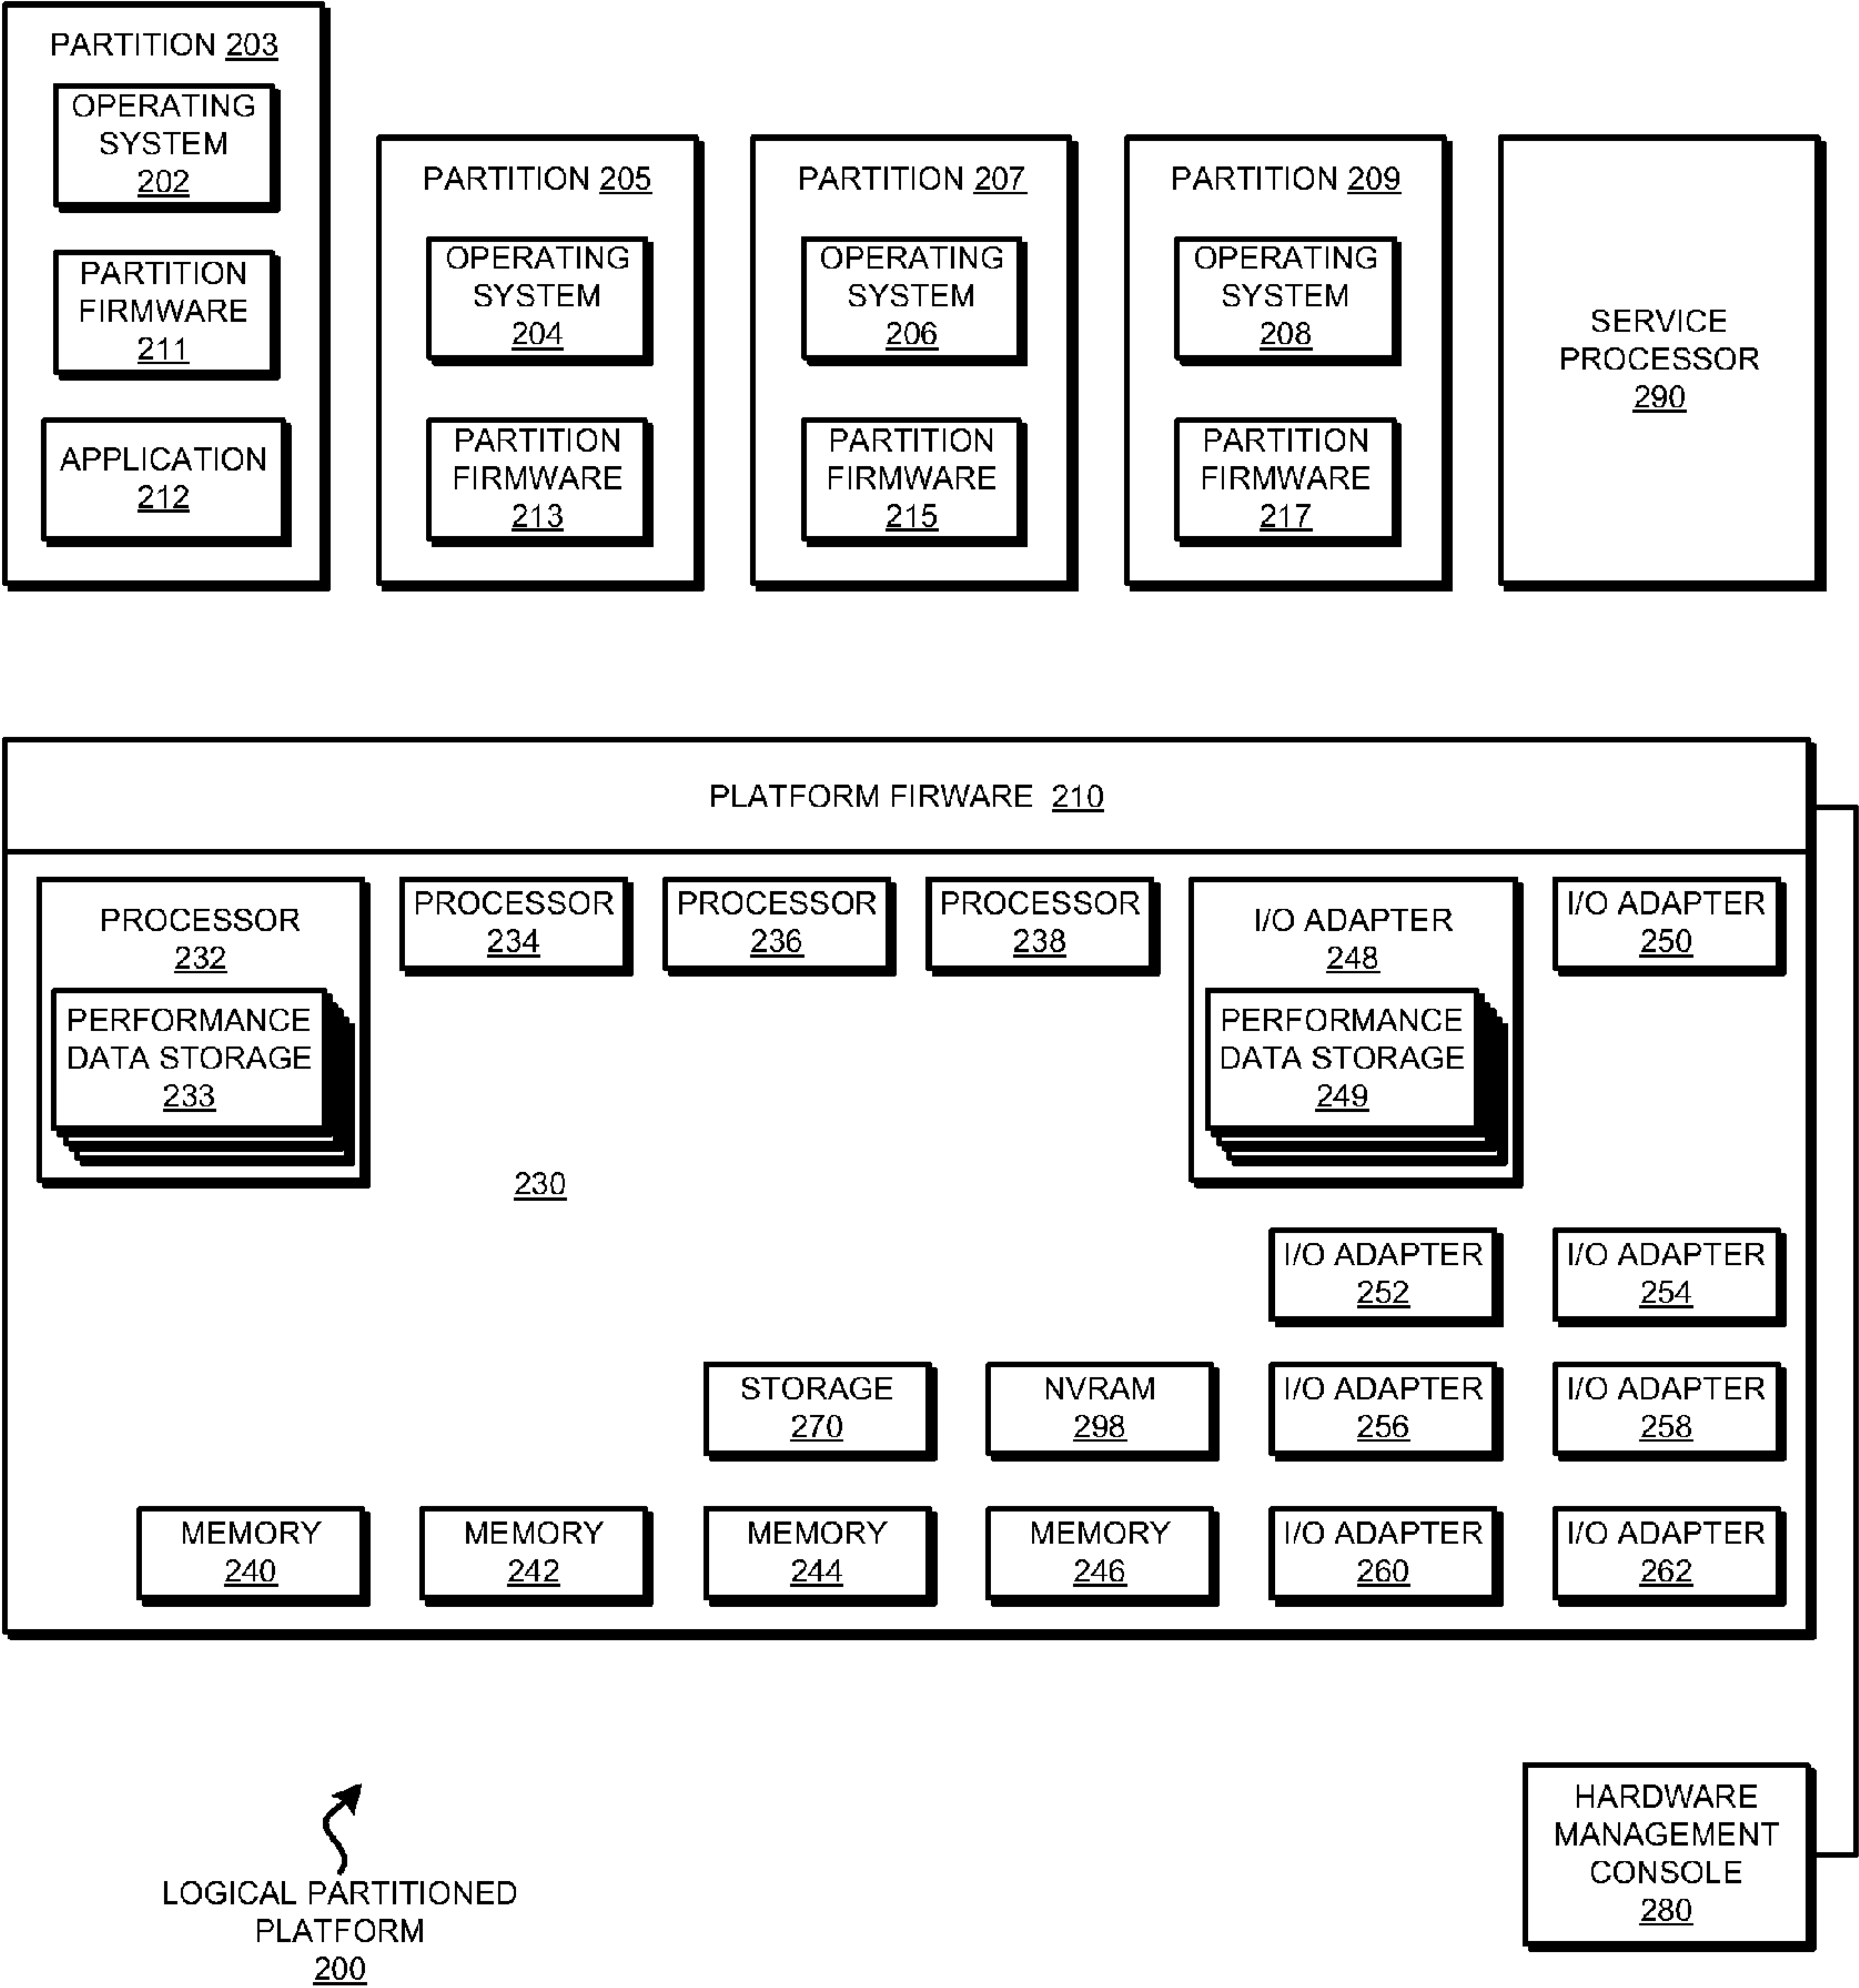 PARTITION 203
OPERATING
SYSTEM
202
PARTITION
FIRMWARE
211
APPLICATION
212
PARTITION 205
OPERATING
SYSTEM
204
PARTITION
FIRMWARE
213
PARTITION 207
OPERATING
SYSTEM
206
PARTITION
FIRMWARE
215
PARTITION 209
OPERATING
SYSTEM
208
PARTITION
FIRMWARE
217
SERVICE
PROCESSOR
290
PLATFORM FIRWARE 210
PROCESSOR
232
PERFORMANCE
DATA STORAGE
233
PROCESSOR
234
PROCESSOR
236
PROCESSOR
238
I/O ADAPTER
248
PERFORMANCE
DATA STORAGE
249
I/O ADAPTER
250
230
I/O ADAPTER
252
I/O ADAPTER
254
STORAGE
270
NVRAM
298
I/O ADAPTER
256
I/O ADAPTER
258
MEMORY
240
MEMORY
242
MEMORY
244
MEMORY
246
I/O ADAPTER
260
I/O ADAPTER
262
HARDWARE
MANAGEMENT
CONSOLE
280
LOGICAL PARTITIONED
PLATFORM
200